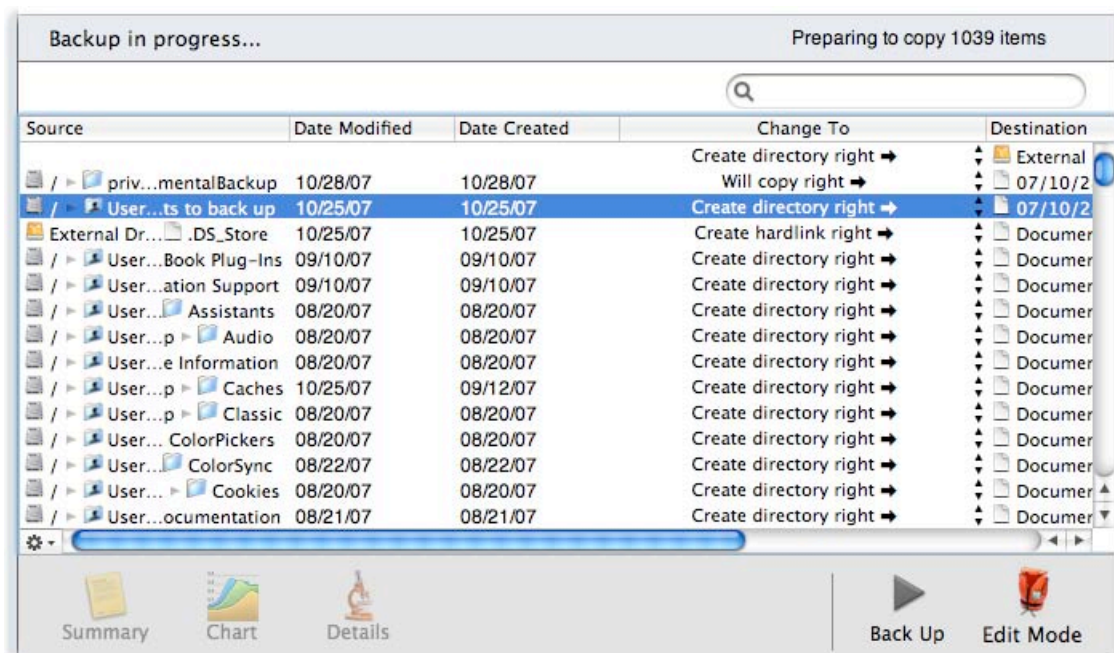 Backup in progress... Preparing to copy 1039 items
Source Date Modified Date Created Change To Destination
Create directory right ➡ External
/ ▸ priv...mentalBackup 10/28/07 10/28/07 Will copy right ➡ 07/10/2
/ ▸ User...ts to back up 10/25/07 10/25/07 Create directory right ➡ 07/10/2
External Dr... .DS_Store 10/25/07 10/25/07 Create hardlink right ➡ Documer
/ ▸ User...Book Plug-Ins 09/10/07 09/10/07 Create directory right ➡ Documer
/ ▸ User...ation Support 09/10/07 09/10/07 Create directory right ➡ Documer
/ ▸ User... Assistants 08/20/07 08/20/07 Create directory right ➡ Documer
/ ▸ User...p ▸ Audio 08/20/07 08/20/07 Create directory right ➡ Documer
/ ▸ User...e Information 08/20/07 08/20/07 Create directory right ➡ Documer
/ ▸ User...p ▸ Caches 10/25/07 09/12/07 Create directory right ➡ Documer
/ ▸ User...p ▸ Classic 08/20/07 08/20/07 Create directory right ➡ Documer
/ ▸ User... ColorPickers 08/20/07 08/20/07 Create directory right ➡ Documer
/ ▸ User... ColorSync 08/22/07 08/22/07 Create directory right ➡ Documer
/ ▸ User... ▸ Cookies 08/20/07 08/20/07 Create directory right ➡ Documer
/ ▸ User...ocumentation 08/21/07 08/21/07 Create directory right ➡ Documer
Summary Chart Details Back Up Edit Mode